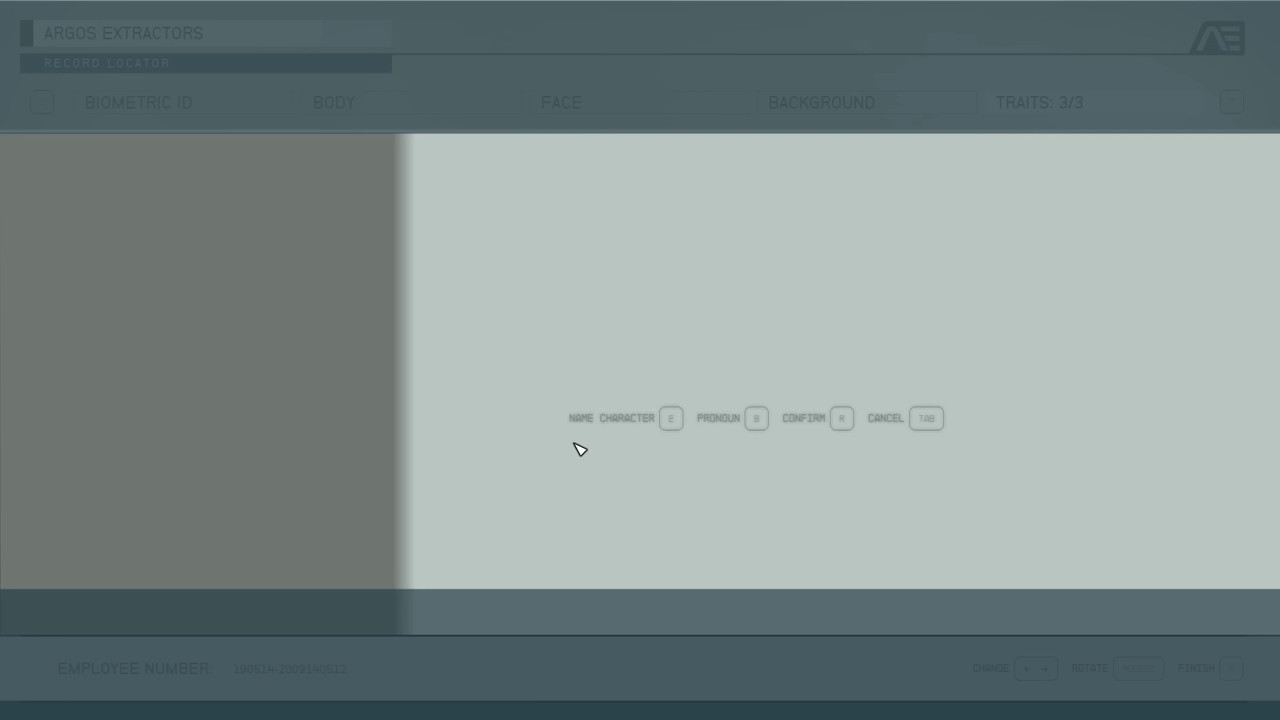 ARGOS EXTRACTORS
RECORD LOCATOR
BIOMETRIC ID BODY FACE BACKGROUND TRAITS: 3/3
NAME CHARACTER E PRONOUN B CONFIRM R CANCEL TAB
EMPLOYEE NUMBER CHANGE ROTATE FINISH